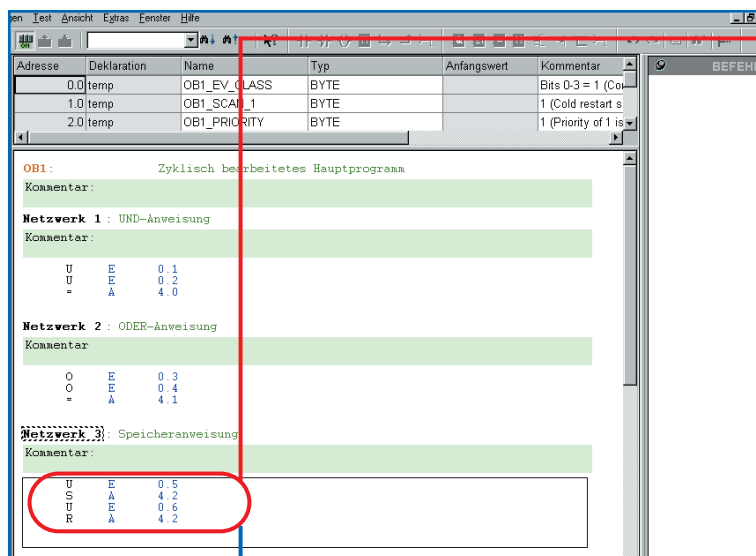 en Test Ansicht Extras Fenster Hilfe
ON
Adresse Deklaration Name Typ Anfangswert Kommentar
BEFEH
0.0 temp OB1_EV_CLASS BYTE Bits 0-3 = 1 (Co
1.0 temp OB1_SCAN_1 BYTE 1 (Cold restart s
2.0 temp OB1_PRIORITY BYTE 1 (Priority of 1 is
OB1: Zyklisch bearbeitetes Hauptprogramm
Kommentar:
Netzwerk 1: UND-Anweisung
Kommentar:
U E 0.1
U E 0.2
= A 4.0
Netzwerk 2: ODER-Anweisung
Kommentar
O E 0.3
O E 0.4
= A 4.1
Netzwerk 3: Speicheranweisung
Kommentar:
U E 0.5
S A 4.2
U E 0.6
R A 4.2